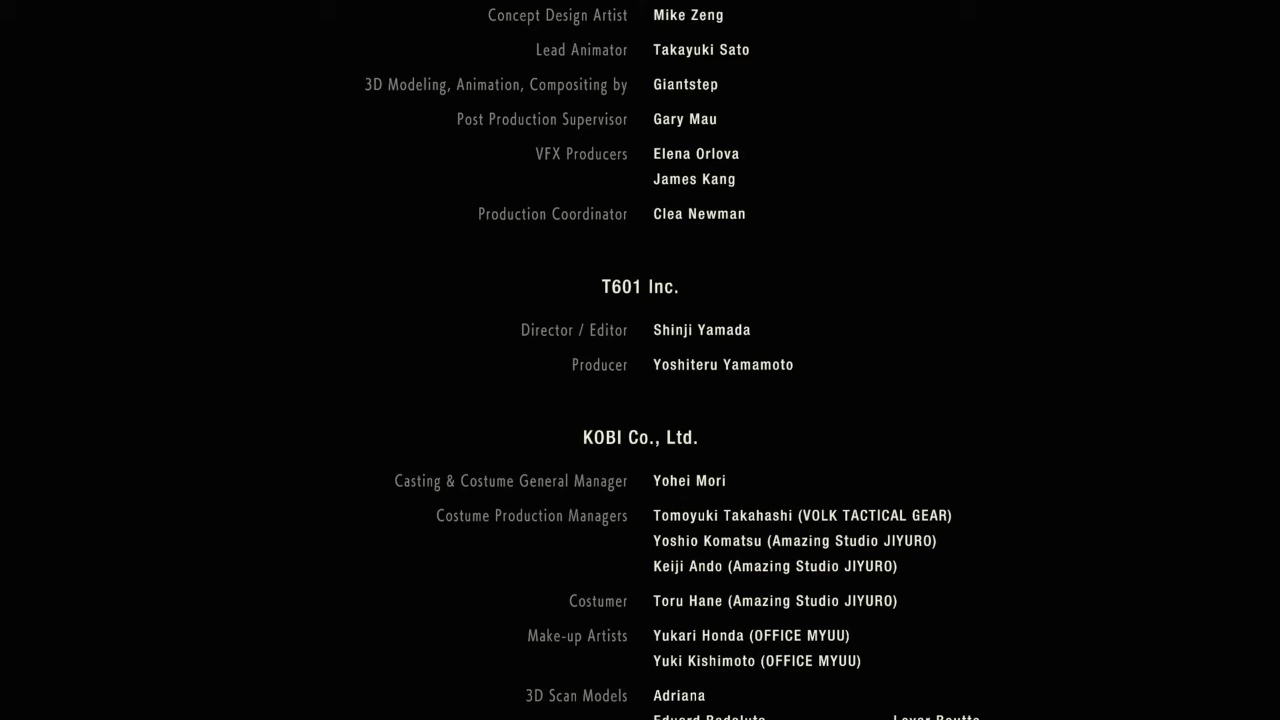 Concept Design Artist Mike Zeng
Lead Animator Takayuki Sato
3D Modeling, Animation, Compositing by Giantstep
Post Production Supervisor Gary Mau
VFX Producers Elena Orlova
James Kang
Production Coordinator Clea Newman
T601 Inc.
Director / Editor Shinji Yamada
Producer Yoshiteru Yamamoto
KOBI Co., Ltd.
Casting & Costume General Manager Yohei Mori
Costume Production Managers Tomoyuki Takahashi (VOLK TACTICAL GEAR)
Yoshio Komatsu (Amazing Studio JIYURO)
Keiji Ando (Amazing Studio JIYURO)
Costumer Toru Hane (Amazing Studio JIYURO)
Make-up Artists Yukari Honda (OFFICE MYUU)
Yuki Kishimoto (OFFICE MYUU)
3D Scan Models Adriana